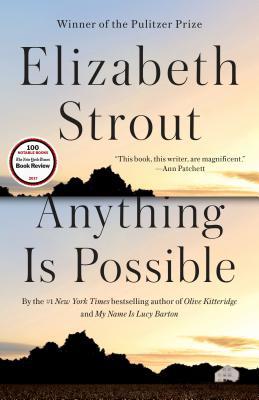 Winner of the Pulitzer Prize
Elizabeth
Strout
100
NOTABLE BOOKS
The New York Times
Book Review
2017
"This book, this writer, are magnificent."
—Ann Patchett
Anything
Is Possible
By the #1 New York Times bestselling author of Olive Kitteridge
and My Name Is Lucy Barton